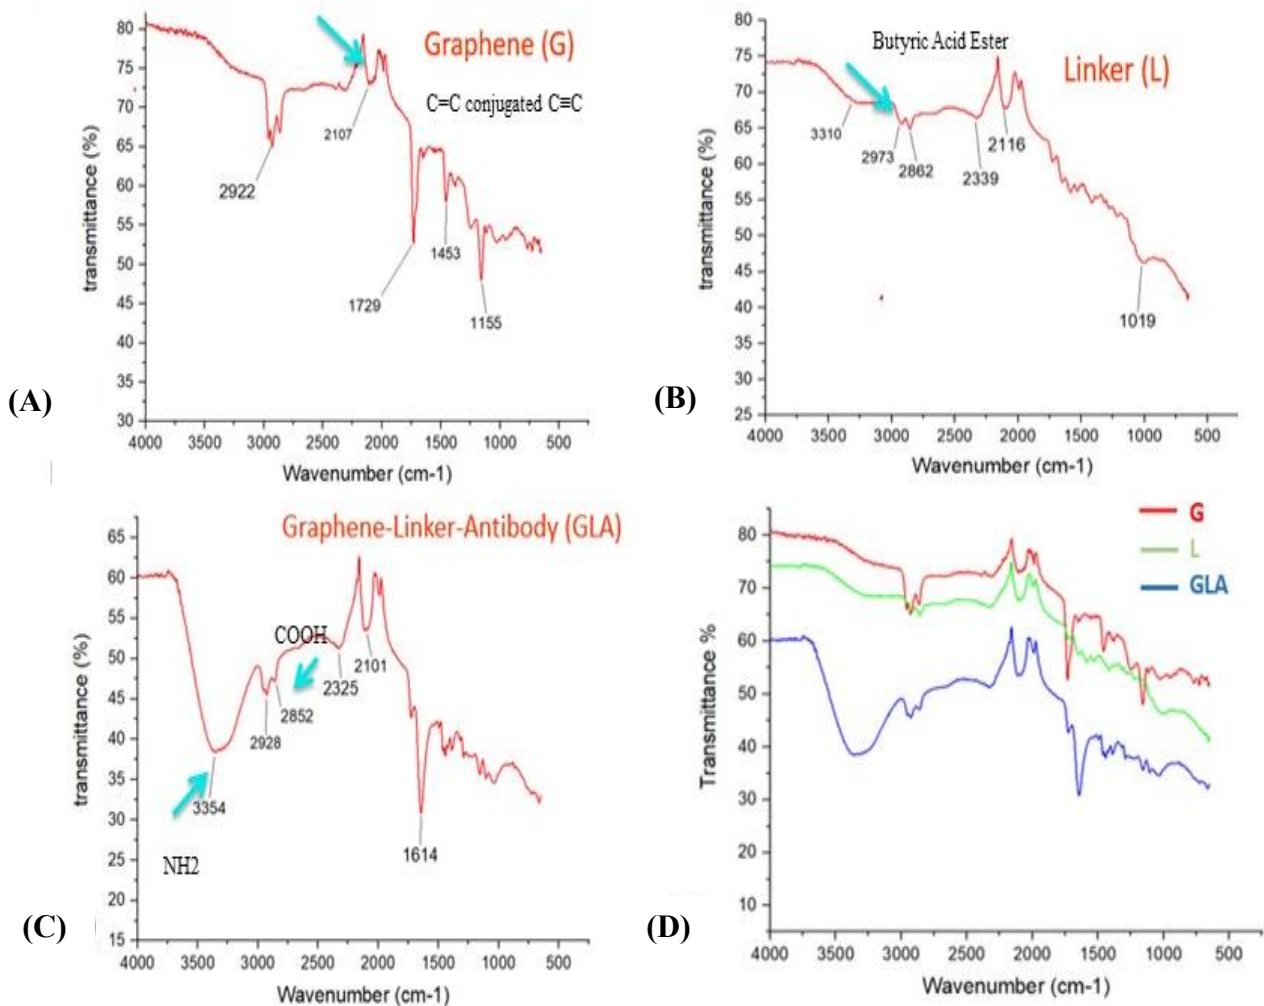 Graphene (G)
C=C conjugated C≡C
transmittance (%)
80
75
70
65
60
55
50
45
40
35
30
2922
2107
1729
1453
1155
4000 3500 3000 2500 2000 1500 1000 500
Wavenumber (cm-1)
(A)
Butyric Acid Ester
Linker (L)
transmittance (%)
80
75
70
65
60
55
50
45
40
35
30
25
3310
2973
2862
2339
2116
1019
4000 3500 3000 2500 2000 1500 1000 500
Wavenumber (cm-1)
(B)
Graphene-Linker-Antibody (GLA)
transmittance (%)
65
60
55
50
45
40
35
30
25
20
15
COOH
2101
2325
2852
2928
3354
1614
NH2
4000 3500 3000 2500 2000 1500 1000 500
Wavenumber (cm-1)
(C)
G
L
GLA
Transmittance %
80
70
60
50
40
30
20
10
4000 3500 3000 2500 2000 1500 1000 500
Wavenumber (cm-1)
(D)